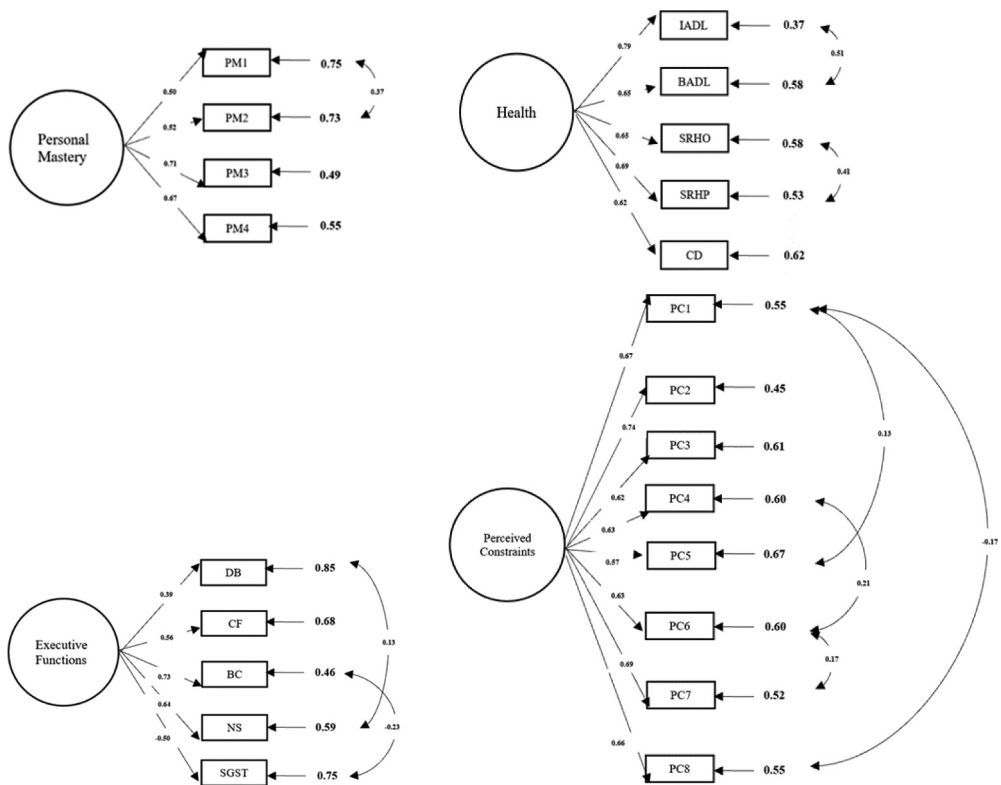 Personal
Mastery
0.50
0.52
0.71
0.67
PM1
0.75
PM2
0.73
PM3
0.49
PM4
0.55
0.37
Health
0.79
0.65
0.65
0.69
0.62
IADL
0.37
BADL
0.58
SRHO
0.58
SRHP
0.53
CD
0.62
0.51
0.41
Executive
Functions
0.39
0.56
0.73
0.64
-0.50
DB
0.85
CF
0.68
BC
0.46
NS
0.59
SGST
0.75
0.13
-0.23
Perceived
Constraints
0.67
0.74
0.62
0.63
0.57
0.63
0.69
0.66
PC1
0.55
PC2
0.45
PC3
0.61
PC4
0.60
PC5
0.67
PC6
0.60
PC7
0.52
PC8
0.55
0.13
0.21
0.17
-0.17